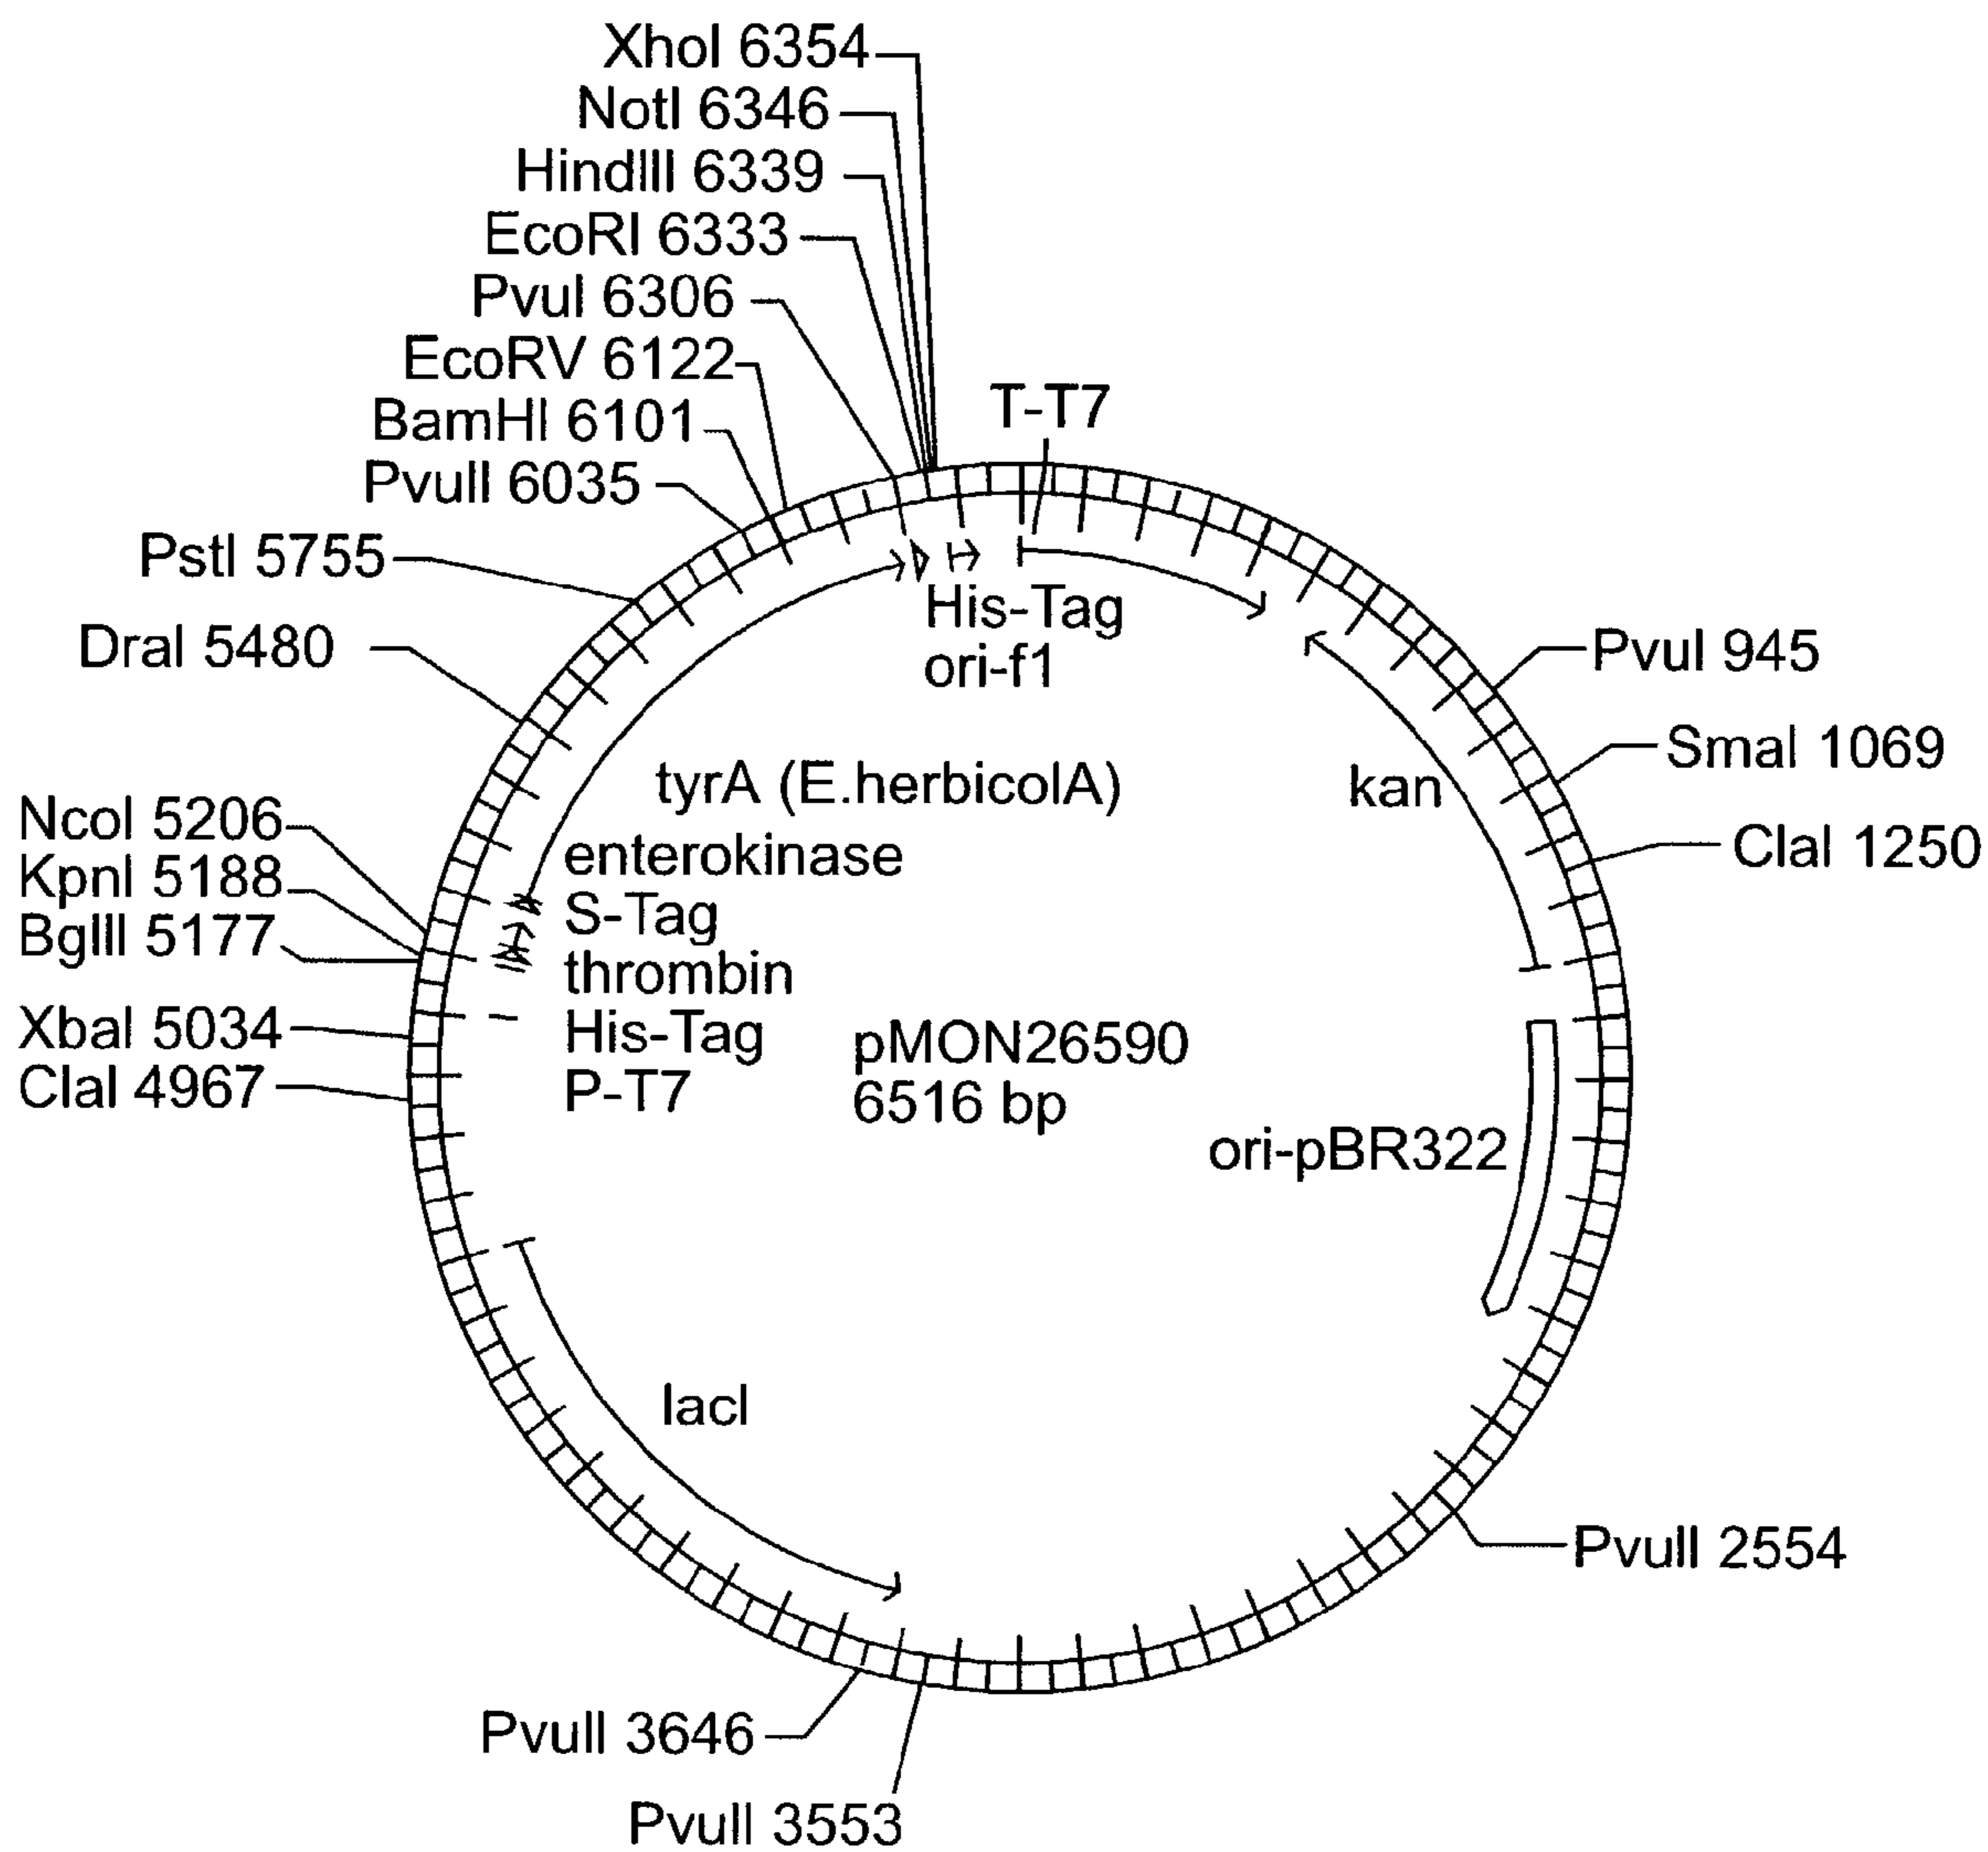 XhoI 6354
NotI 6346
HindIII 6339
EcoRI 6333
PvuI 6306
EcoRV 6122
BamHI 6101
PvuII 6035
PstI 5755
DraI 5480
NcoI 5206
KpnI 5188
BglII 5177
XbaI 5034
ClaI 4967
T-T7
His-Tag
ori-f1
PvuI 945
SmaI 1069
ClaI 1250
kan
tyrA (E.herbicolA)
enterokinase
S-Tag
thrombin
His-Tag
P-T7
pMON26590
6516 bp
ori-pBR322
lacI
PvuII 2554
PvuII 3646
PvuII 3553